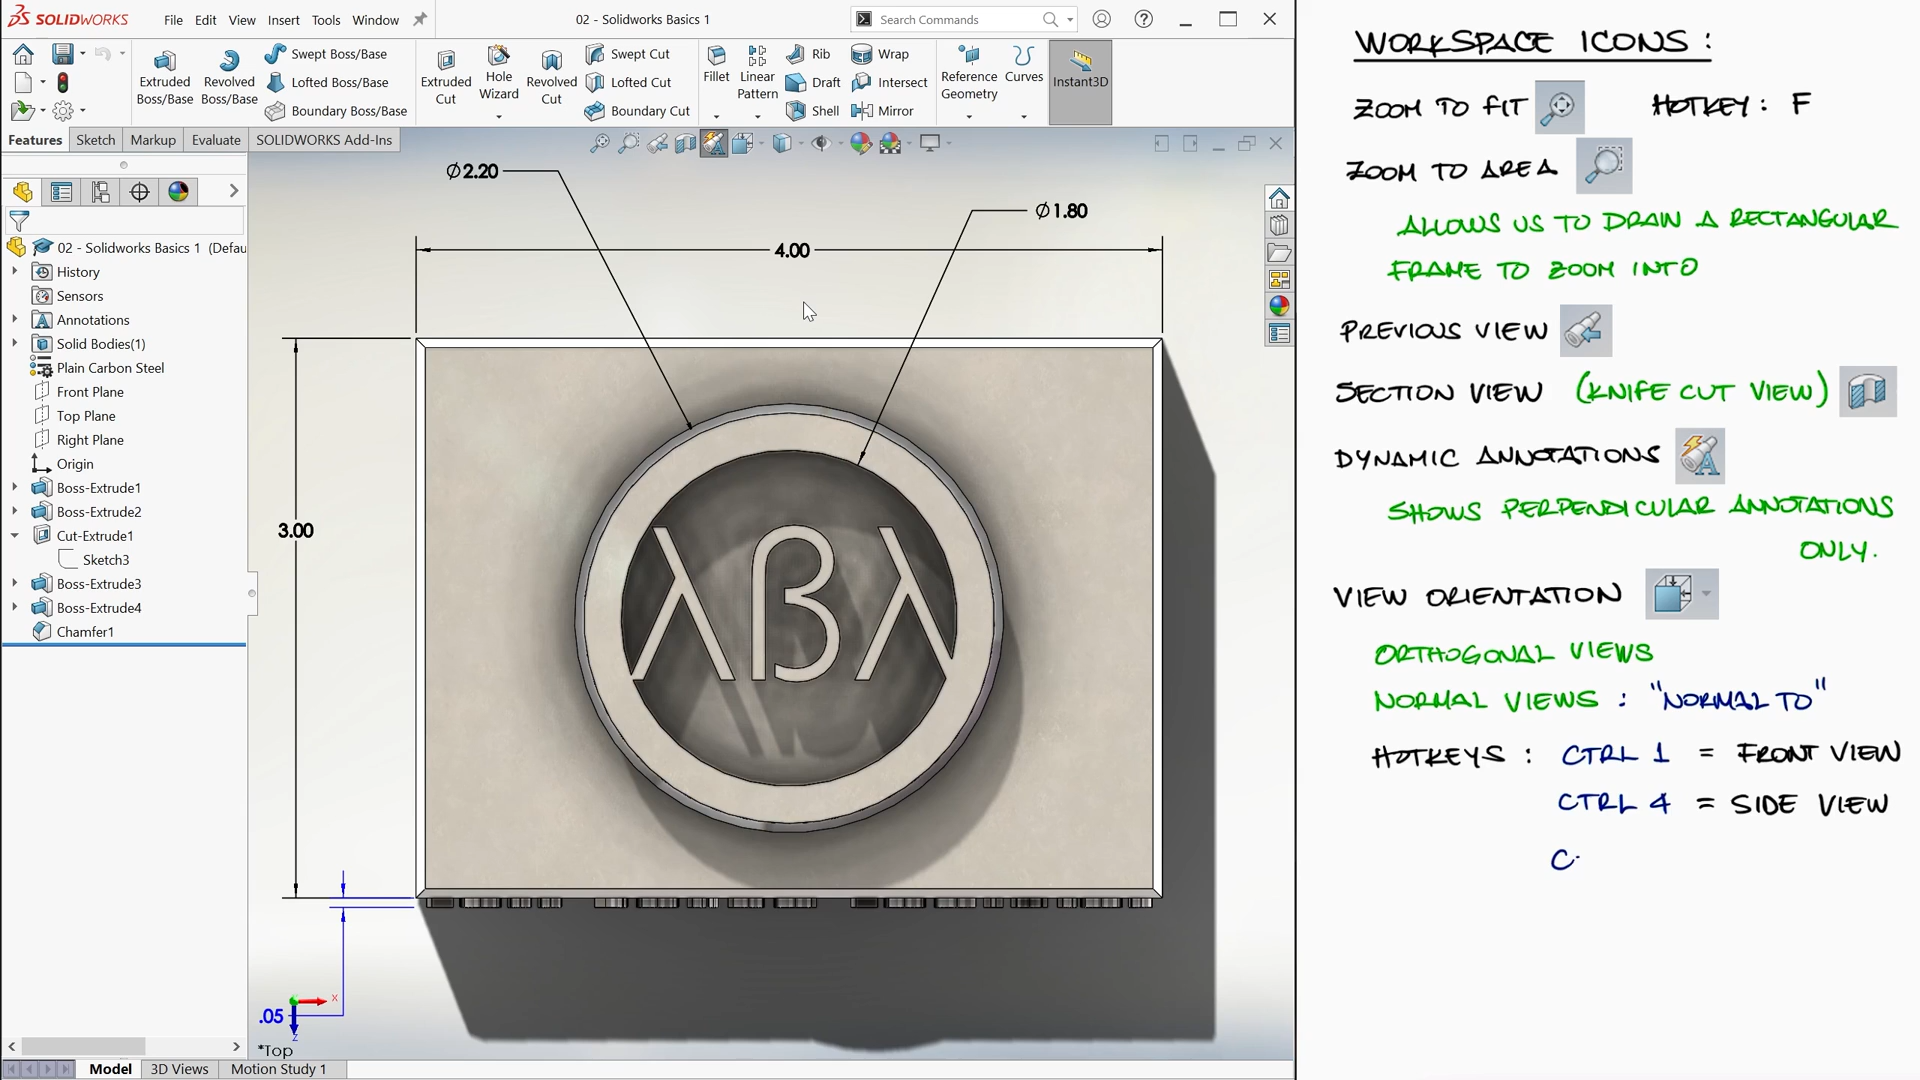 SOLIDWORKS
File Edit View Insert Tools Window
02 - Solidworks Basics 1
Search Commands
Extruded Boss/Base
Revolved Boss/Base
Swept Boss/Base
Lofted Boss/Base
Boundary Boss/Base
Extruded Cut
Hole Wizard
Revolved Cut
Swept Cut
Lofted Cut
Boundary Cut
Fillet
Linear Pattern
Rib
Draft
Shell
Wrap
Intersect
Mirror
Reference Geometry
Curves
Instant3D
Features Sketch Markup Evaluate SOLIDWORKS Add-Ins
02 - Solidworks Basics 1 (Defau
History
Sensors
Annotations
Solid Bodies(1)
Plain Carbon Steel
Front Plane
Top Plane
Right Plane
Origin
Boss-Extrude1
Boss-Extrude2
Cut-Extrude1
Sketch3
Boss-Extrude3
Boss-Extrude4
Chamfer1
∅2.20
∅1.80
4.00
3.00
λβλ
.05
X
Z
*Top
Model 3D Views Motion Study 1
WORKSPACE ICONS:
ZOOM TO FIT HOTKEY: F
ZOOM TO AREA
ALLOWS US TO DRAW A RECTANGULAR
FRAME TO ZOOM INTO
PREVIOUS VIEW
SECTION VIEW (KNIFE CUT VIEW)
DYNAMIC ANNOTATIONS
SHOWS PERPENDICULAR ANNOTATIONS
ONLY.
VIEW ORIENTATION
ORTHOGONAL VIEWS
NORMAL VIEWS : "NORMAL TO"
HOTKEYS : CTRL 1 = FRONT VIEW
CTRL 4 = SIDE VIEW
C